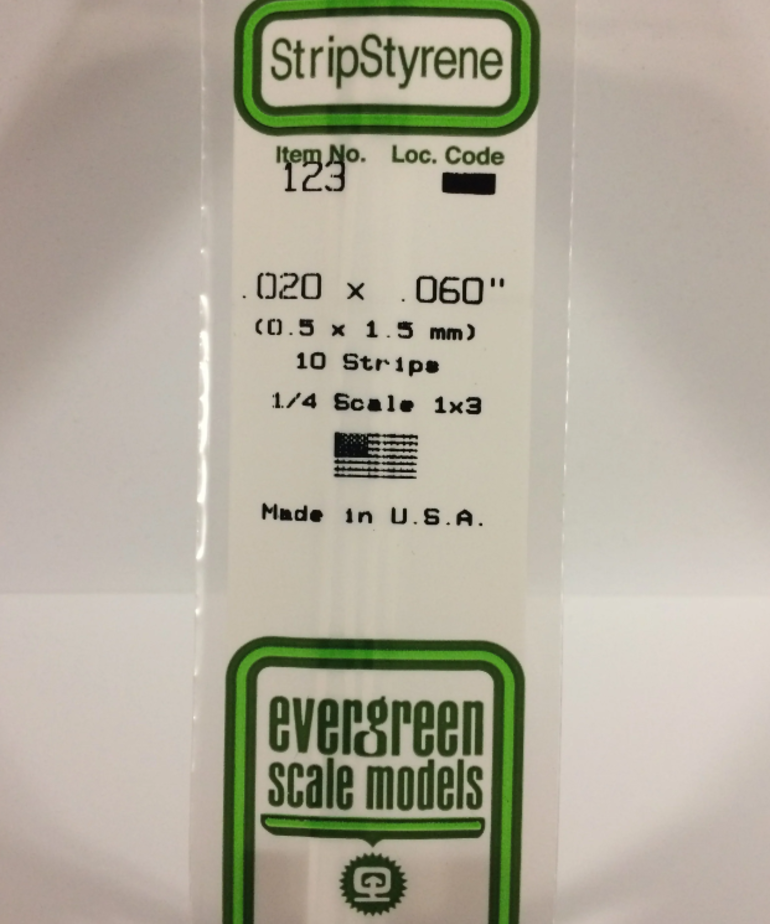 StripStyrene
Item No. Loc. Code
123
.020 x .060"
(0.5 x 1.5 mm)
10 Strips
1/4 Scale 1x3
Made in U.S.A.
evergreen
scale models